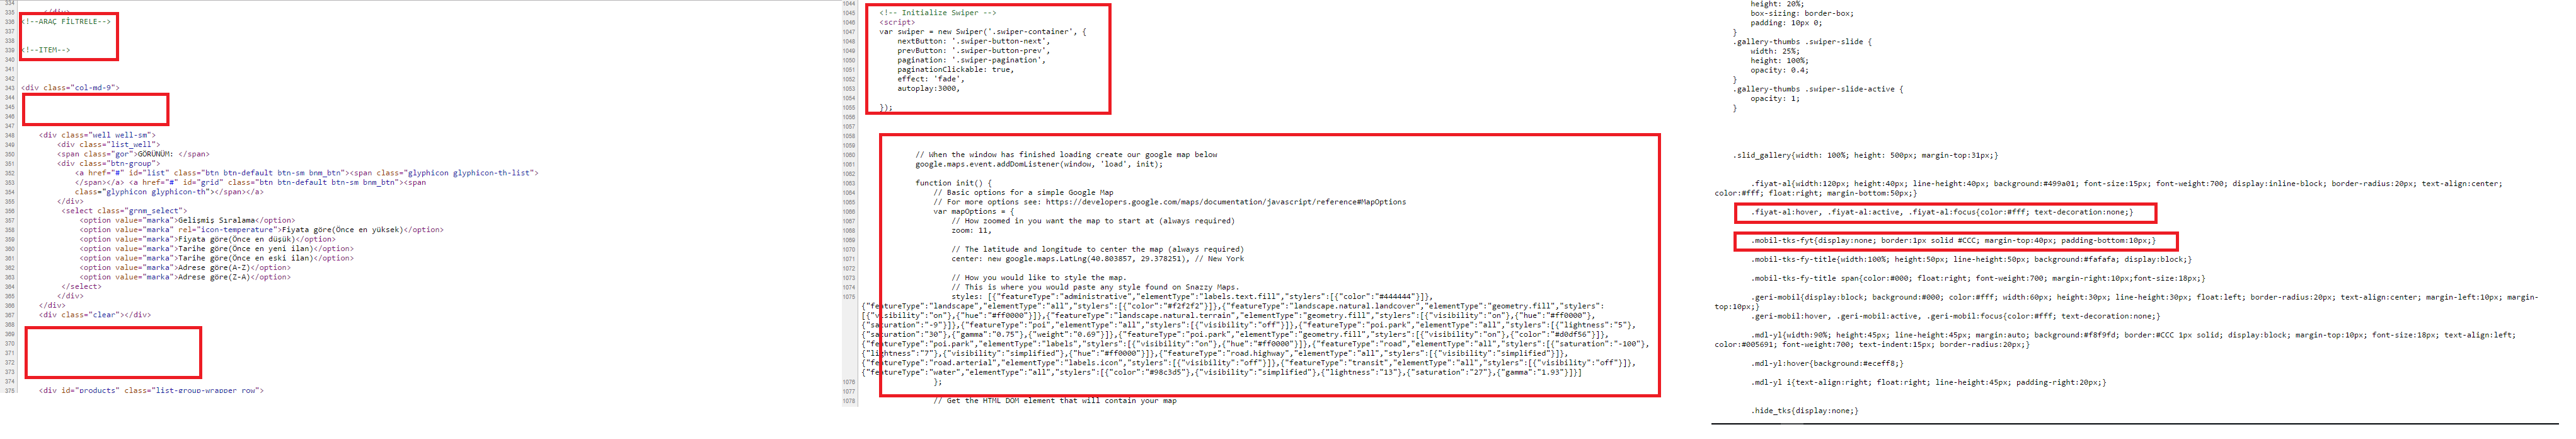 334
335 </div>
336 <!--ARAÇ FİLTRELE-->
337
338
339 <!--ITEM-->
340
341
342
343 <div class="col-md-9">
344
345
346
347
348 <div class="well well-sm">
349 <div class="list_well">
350 <span class="gor">GÖRÜNÜM: </span>
351 <div class="btn-group">
352 <a href="#" id="list" class="btn btn-default btn-sm bnm_btn"><span class="glyphicon glyphicon-th-list">
353 </span></a> <a href="#" id="grid" class="btn btn-default btn-sm bnm_btn"><span
354 class="glyphicon glyphicon-th"></span></a>
355 </div>
356 <select class="grnm_select">
357 <option value="marka">Gelişmiş Sıralama</option>
358 <option value="marka" rel="icon-temperature">Fiyata göre(Önce en yüksek)</option>
359 <option value="marka">Fiyata göre(Önce en düşük)</option>
360 <option value="marka">Tarihe göre(Önce en yeni ilan)</option>
361 <option value="marka">Tarihe göre(Önce en eski ilan)</option>
362 <option value="marka">Adrese göre(A-Z)</option>
363 <option value="marka">Adrese göre(Z-A)</option>
364 </select>
365 </div>
366 </div>
367 <div class="clear"></div>
368
369
370
371
372
373
374
375 <div id="products" class="list-group-wrapper row">
1044
1045 <!-- Initialize Swiper -->
1046 <script>
1047 var swiper = new Swiper('.swiper-container', {
1048 nextButton: '.swiper-button-next',
1049 prevButton: '.swiper-button-prev',
1050 pagination: '.swiper-pagination',
1051 paginationClickable: true,
1052 effect: 'fade',
1053 autoplay:3000,
1054
1055 });
1056
1057
1058
1059
1060 // When the window has finished loading create our google map below
1061 google.maps.event.addDomListener(window, 'load', init);
1062
1063 function init() {
1064 // Basic options for a simple Google Map
1065 // For more options see: https://developers.google.com/maps/documentation/javascript/reference#MapOptions
1066 var mapOptions = {
1067 // How zoomed in you want the map to start at (always required)
1068 zoom: 11,
1069
1070 // The latitude and longitude to center the map (always required)
1071 center: new google.maps.LatLng(40.803857, 29.378251), // New York
1072
1073 // How you would like to style the map.
1074 // This is where you would paste any style found on Snazzy Maps.
1075 styles: [{"featureType":"administrative","elementType":"labels.text.fill","stylers":[{"color":"#444444"}]},
{"featureType":"landscape","elementType":"all","stylers":[{"color":"#f2f2f2"}]},{"featureType":"landscape.natural.landcover","elementType":"geometry.fill","stylers":
[{"visibility":"on"},{"hue":"#ff0000"}]},{"featureType":"landscape.natural.terrain","elementType":"geometry.fill","stylers":[{"visibility":"on"},{"hue":"#ff0000"},
{"saturation":"-9"}]},{"featureType":"poi","elementType":"all","stylers":[{"visibility":"off"}]},{"featureType":"poi.park","elementType":"all","stylers":[{"lightness":"5"},
{"saturation":"30"},{"gamma":"0.75"},{"weight":"0.69"}]},{"featureType":"poi.park","elementType":"geometry.fill","stylers":[{"visibility":"on"},{"color":"#d0df56"}]},
{"featureType":"poi.park","elementType":"labels","stylers":[{"visibility":"on"},{"hue":"#ff0000"}]},{"featureType":"road","elementType":"all","stylers":[{"saturation":"-100"},
{"lightness":"7"},{"visibility":"simplified"},{"hue":"#ff0000"}]},{"featureType":"road.highway","elementType":"all","stylers":[{"visibility":"simplified"}]},
{"featureType":"road.arterial","elementType":"labels.icon","stylers":[{"visibility":"off"}]},{"featureType":"transit","elementType":"all","stylers":[{"visibility":"off"}]},
{"featureType":"water","elementType":"all","stylers":[{"color":"#98c3d5"},{"visibility":"simplified"},{"lightness":"13"},{"saturation":"27"},{"gamma":"1.93"}]}]
1076 };
1077
1078 // Get the HTML DOM element that will contain your map
height: 20%;
box-sizing: border-box;
padding: 10px 0;
}
.gallery-thumbs .swiper-slide {
width: 25%;
height: 100%;
opacity: 0.4;
}
.gallery-thumbs .swiper-slide-active {
opacity: 1;
}
.slid_gallery{width: 100%; height: 500px; margin-top:31px;}
.fiyat-al{width:120px; height:40px; line-height:40px; background:#499a01; font-size:15px; font-weight:700; display:inline-block; border-radius:20px; text-align:center;
color:#fff; float:right; margin-bottom:50px;}
.fiyat-al:hover, .fiyat-al:active, .fiyat-al:focus{color:#fff; text-decoration:none;}
.mobil-tks-fyt{display:none; border:1px solid #CCC; margin-top:40px; padding-bottom:10px;}
.mobil-tks-fy-title{width:100%; height:50px; line-height:50px; background:#fafafa; display:block;}
.mobil-tks-fy-title span{color:#000; float:right; font-weight:700; margin-right:10px;font-size:18px;}
.geri-mobil{display:block; background:#000; color:#fff; width:60px; height:30px; line-height:30px; float:left; border-radius:20px; text-align:center; margin-left:10px; margin-
top:10px;}
.geri-mobil:hover, .geri-mobil:active, .geri-mobil:focus{color:#fff; text-decoration:none;}
.mdl-yl{width:90%; height:45px; line-height:45px; margin:auto; background:#f8f9fd; border:#CCC 1px solid; display:block; margin-top:10px; font-size:18px; text-align:left;
color:#005691; font-weight:700; text-indent:15px; border-radius:20px;}
.mdl-yl:hover{background:#eceff8;}
.mdl-yl i{text-align:right; float:right; line-height:45px; padding-right:20px;}
.hide_tks{display:none;}